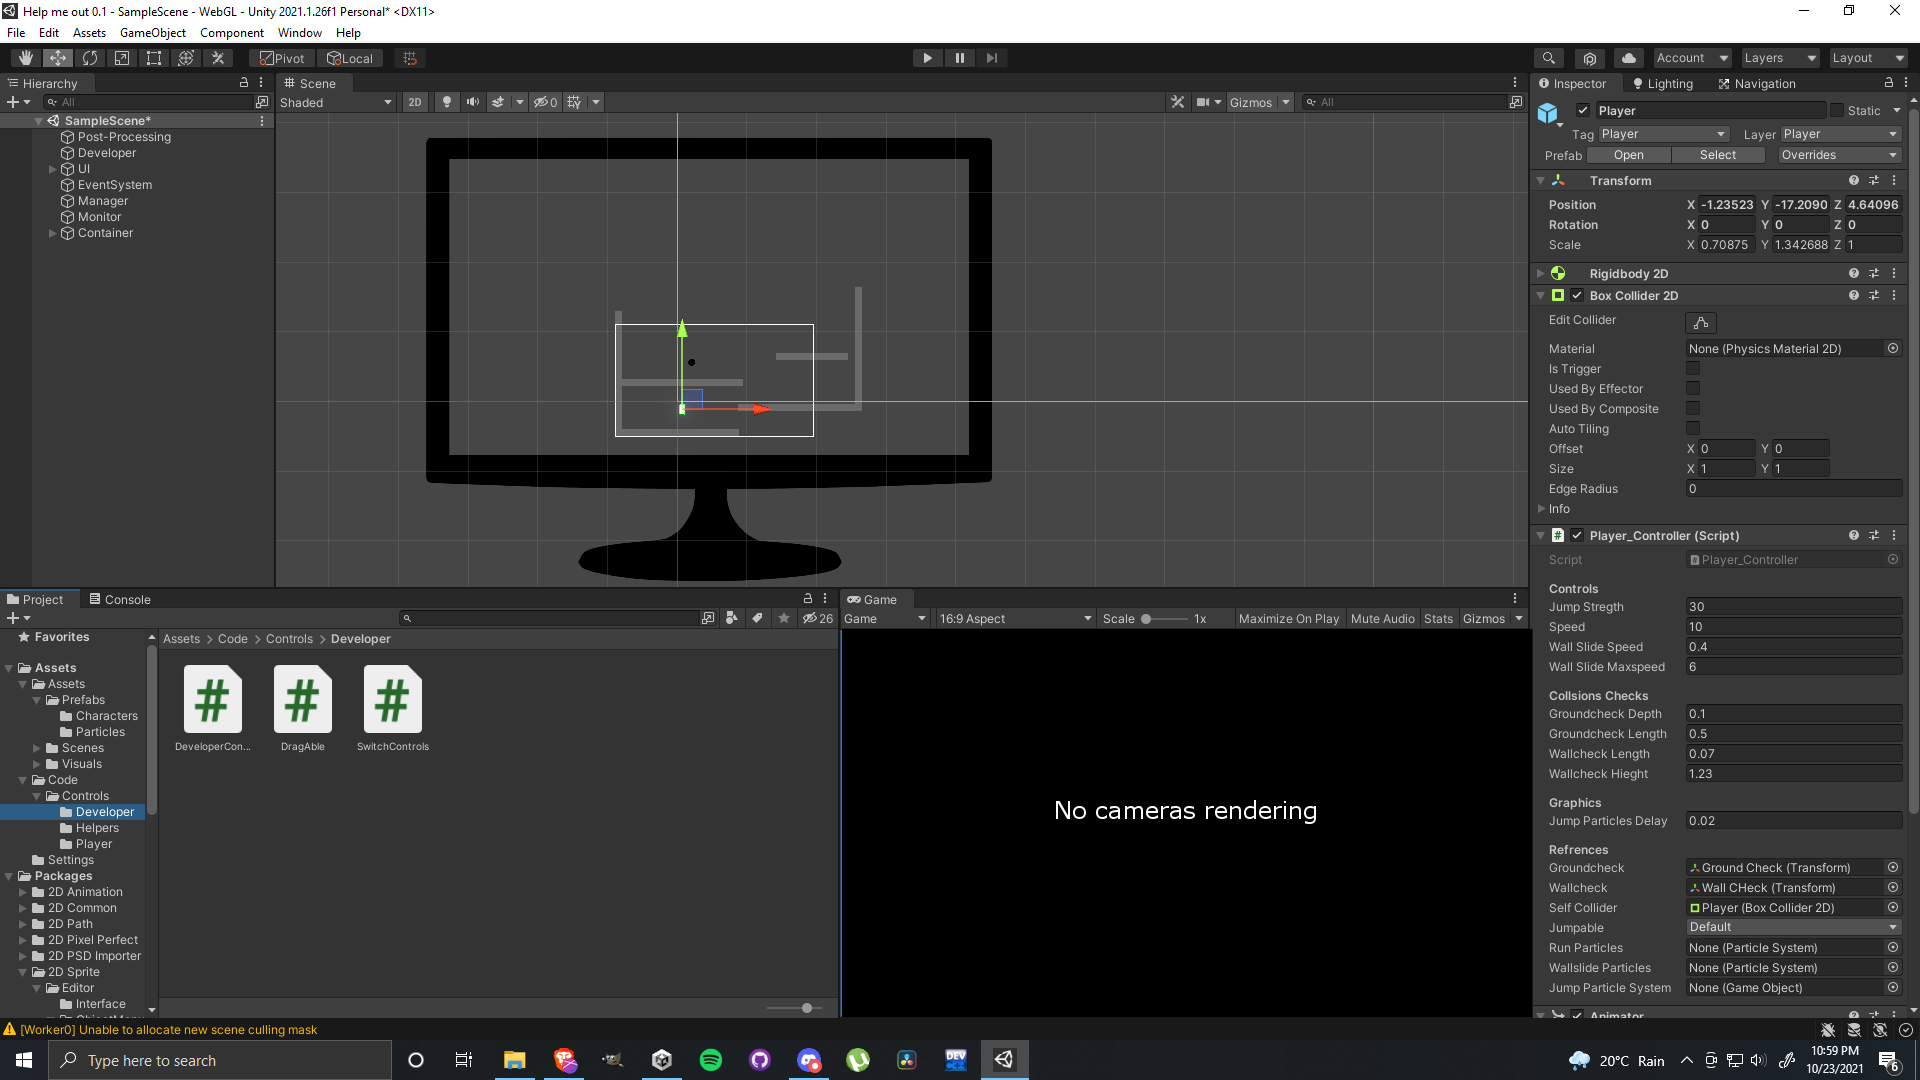 Help me out 0.1 - SampleScene - WebGL - Unity 2021.1.26f1 Personal* <DX11>
File Edit Assets GameObject Component Window Help
Pivot Local Account Layers Layout
Hierarchy
All
SampleScene*
Post-Processing
Developer
UI
EventSystem
Manager
Monitor
Container
Scene
Shaded 2D 0 Gizmos All
Inspector Lighting Navigation
Player Static
Tag Player Layer Player
Prefab Open Select Overrides
Transform
Position X -1.23523 Y -17.2090 Z 4.64096
Rotation X 0 Y 0 Z 0
Scale X 0.70875 Y 1.342688 Z 1
Rigidbody 2D
Box Collider 2D
Edit Collider
Material None (Physics Material 2D)
Is Trigger
Used By Effector
Used By Composite
Auto Tiling
Offset X 0 Y 0
Size X 1 Y 1
Edge Radius 0
Info
Player_Controller (Script)
Script Player_Controller
Controls
Jump Stregth 30
Speed 10
Wall Slide Speed 0.4
Wall Slide Maxspeed 6
Collsions Checks
Groundcheck Depth 0.1
Groundcheck Length 0.5
Wallcheck Length 0.07
Wallcheck Hieght 1.23
Graphics
Jump Particles Delay 0.02
Refrences
Groundcheck Ground Check (Transform)
Wallcheck Wall CHeck (Transform)
Self Collider Player (Box Collider 2D)
Jumpable Default
Run Particles None (Particle System)
Wallslide Particles None (Particle System)
Jump Particle System None (Game Object)
Animator
Project Console
26
Favorites
Assets
Assets
Prefabs
Characters
Particles
Scenes
Visuals
Code
Controls
Developer
Helpers
Player
Settings
Packages
2D Animation
2D Common
2D Path
2D Pixel Perfect
2D PSD Importer
2D Sprite
Editor
Interface
Assets > Code > Controls > Developer
DeveloperCon... DragAble SwitchControls
Game
Game 16:9 Aspect Scale 1x Maximize On Play Mute Audio Stats Gizmos
No cameras rendering
[Worker0] Unable to allocate new scene culling mask
Type here to search
DEV
20°C Rain
10:59 PM
10/23/2021
6